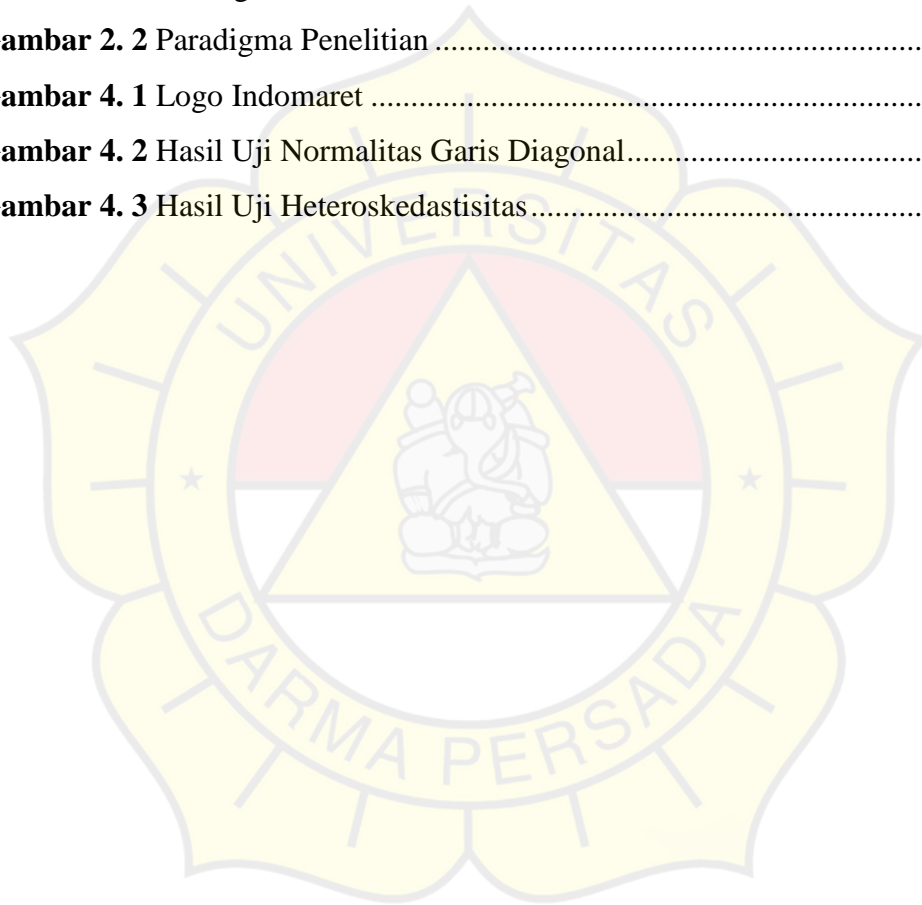 ambar 2. 2 Paradigma Penelitian ................................................................
ambar 4. 1 Logo Indomaret ........................................................................
ambar 4. 2 Hasil Uji Normalitas Garis Diagonal........................................
ambar 4. 3 Hasil Uji Heteroskedastisitas....................................................
UNIVERSITAS
DARMA PERSADA